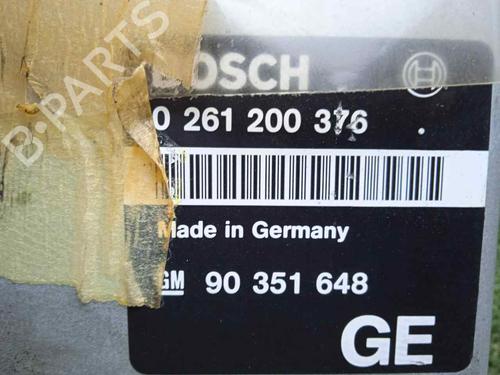 BOSCH
0 261 200 376
Made in Germany
GM 90 351 648
GE
B-PARTS